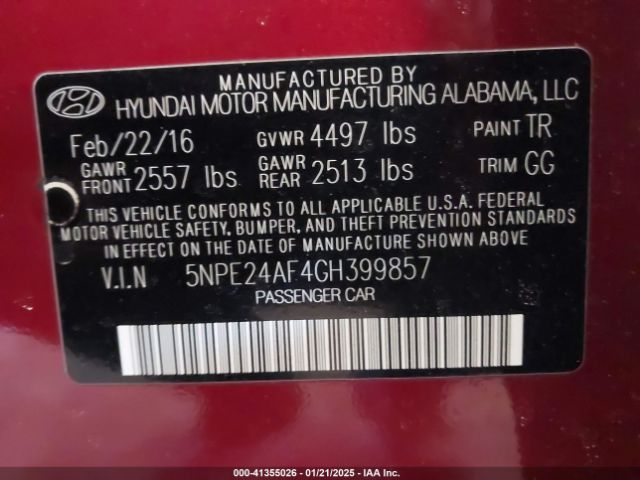 MANUFACTURED BY
HYUNDAI MOTOR MANUFACTURING ALABAMA, LLC
Feb/22/16 GVWR 4497 lbs PAINT TR
GAWR FRONT 2557 lbs GAWR REAR 2513 lbs TRIM GG
THIS VEHICLE CONFORMS TO ALL APPLICABLE U.S.A. FEDERAL
MOTOR VEHICLE SAFETY, BUMPER, AND THEFT PREVENTION STANDARDS
IN EFFECT ON THE DATE OF MANUFACTURE SHOWN ABOVE
V.I.N 5NPE24AF4GH399857
PASSENGER CAR
000-41355026 - 01/21/2025 - IAA Inc.